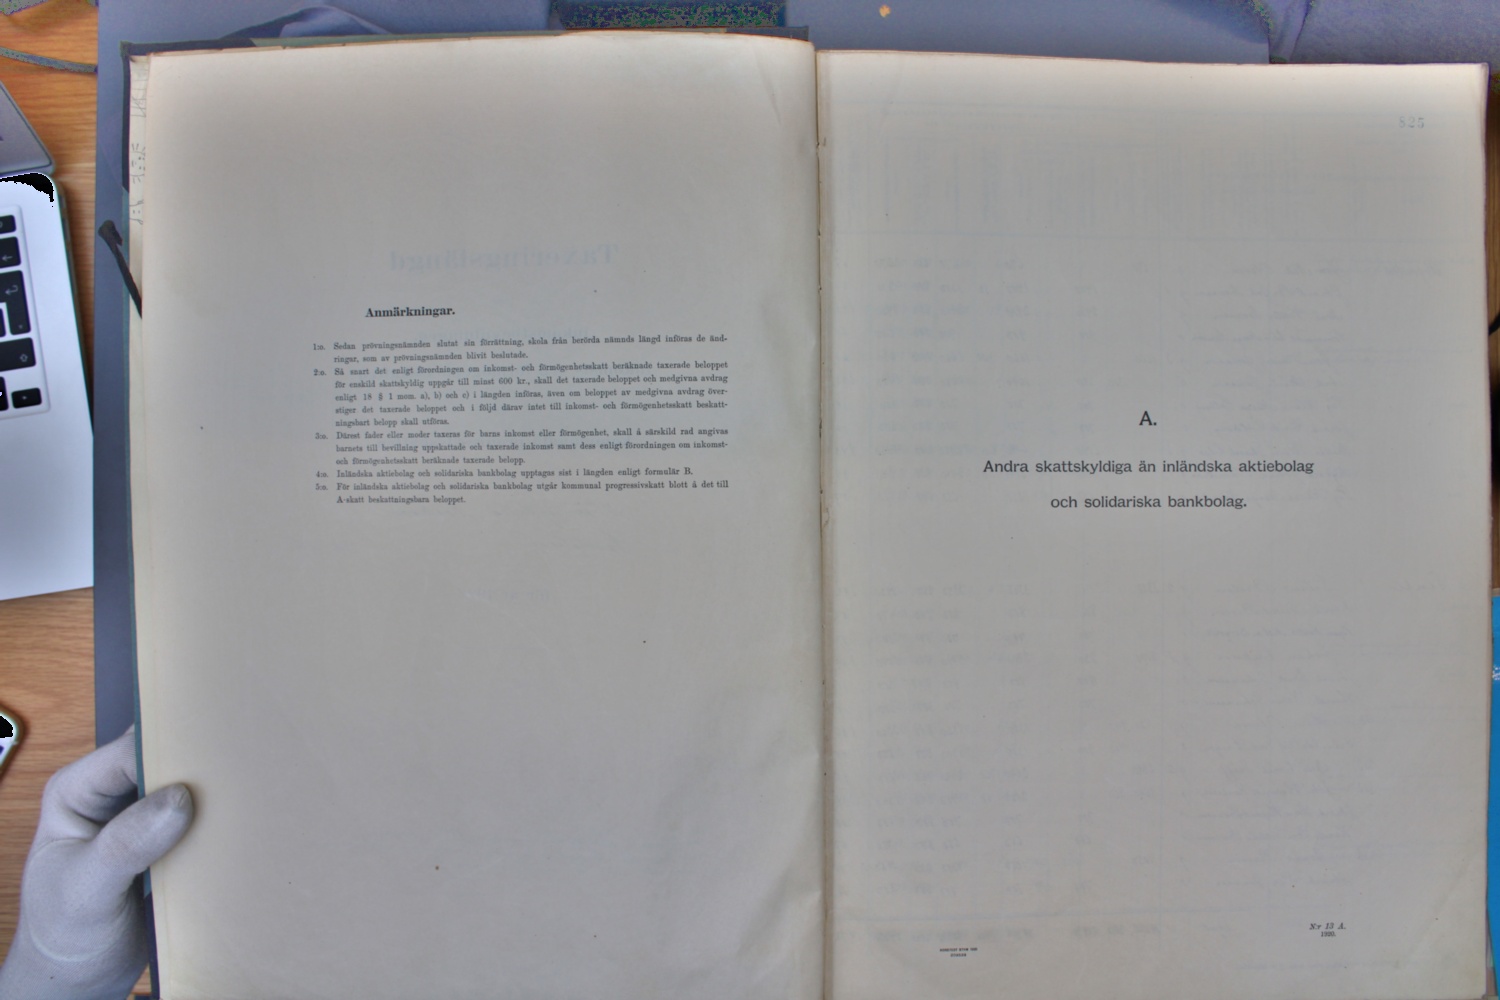 Anmärkningar.
1:o. Sedan prövningsnämnden slutat sin förrättning, skola från berörda nämnds längd införas de änd-
ringar, som av prövningsnämnden blivit beslutade.
2:o. Så snart det enligt förordningen om inkomst- och förmögenhetsskatt beräknade taxerade beloppet
för enskild skattskyldig uppgår till minst 600 kr., skall det taxerade beloppet och medgivna avdrag
enligt 18 § 1 mom. a), b) och c) i längden införas, även om beloppet av medgivna avdrag över-
stiger det taxerade beloppet och i följd därav intet till inkomst- och förmögenhetsskatt beskatt-
ningsbart belopp skall utföras.
3:o. Därest fader eller moder taxeras för barns inkomst eller förmögenhet, skall å särskild rad angivas
barnets till bevillning uppskattade och taxerade inkomst samt dess enligt förordningen om inkomst-
och förmögenhetsskatt beräknade taxerade belopp.
4:o. Inländska aktiebolag och solidariska bankbolag upptagas sist i längden enligt formulär B.
5:o. För inländska aktiebolag och solidariska bankbolag utgår kommunal progressivskatt blott å det till
A-skatt beskattningsbara beloppet.
825
A.
Andra skattskyldiga än inländska aktiebolag
och solidariska bankbolag.
N:r 13 A.
1920.